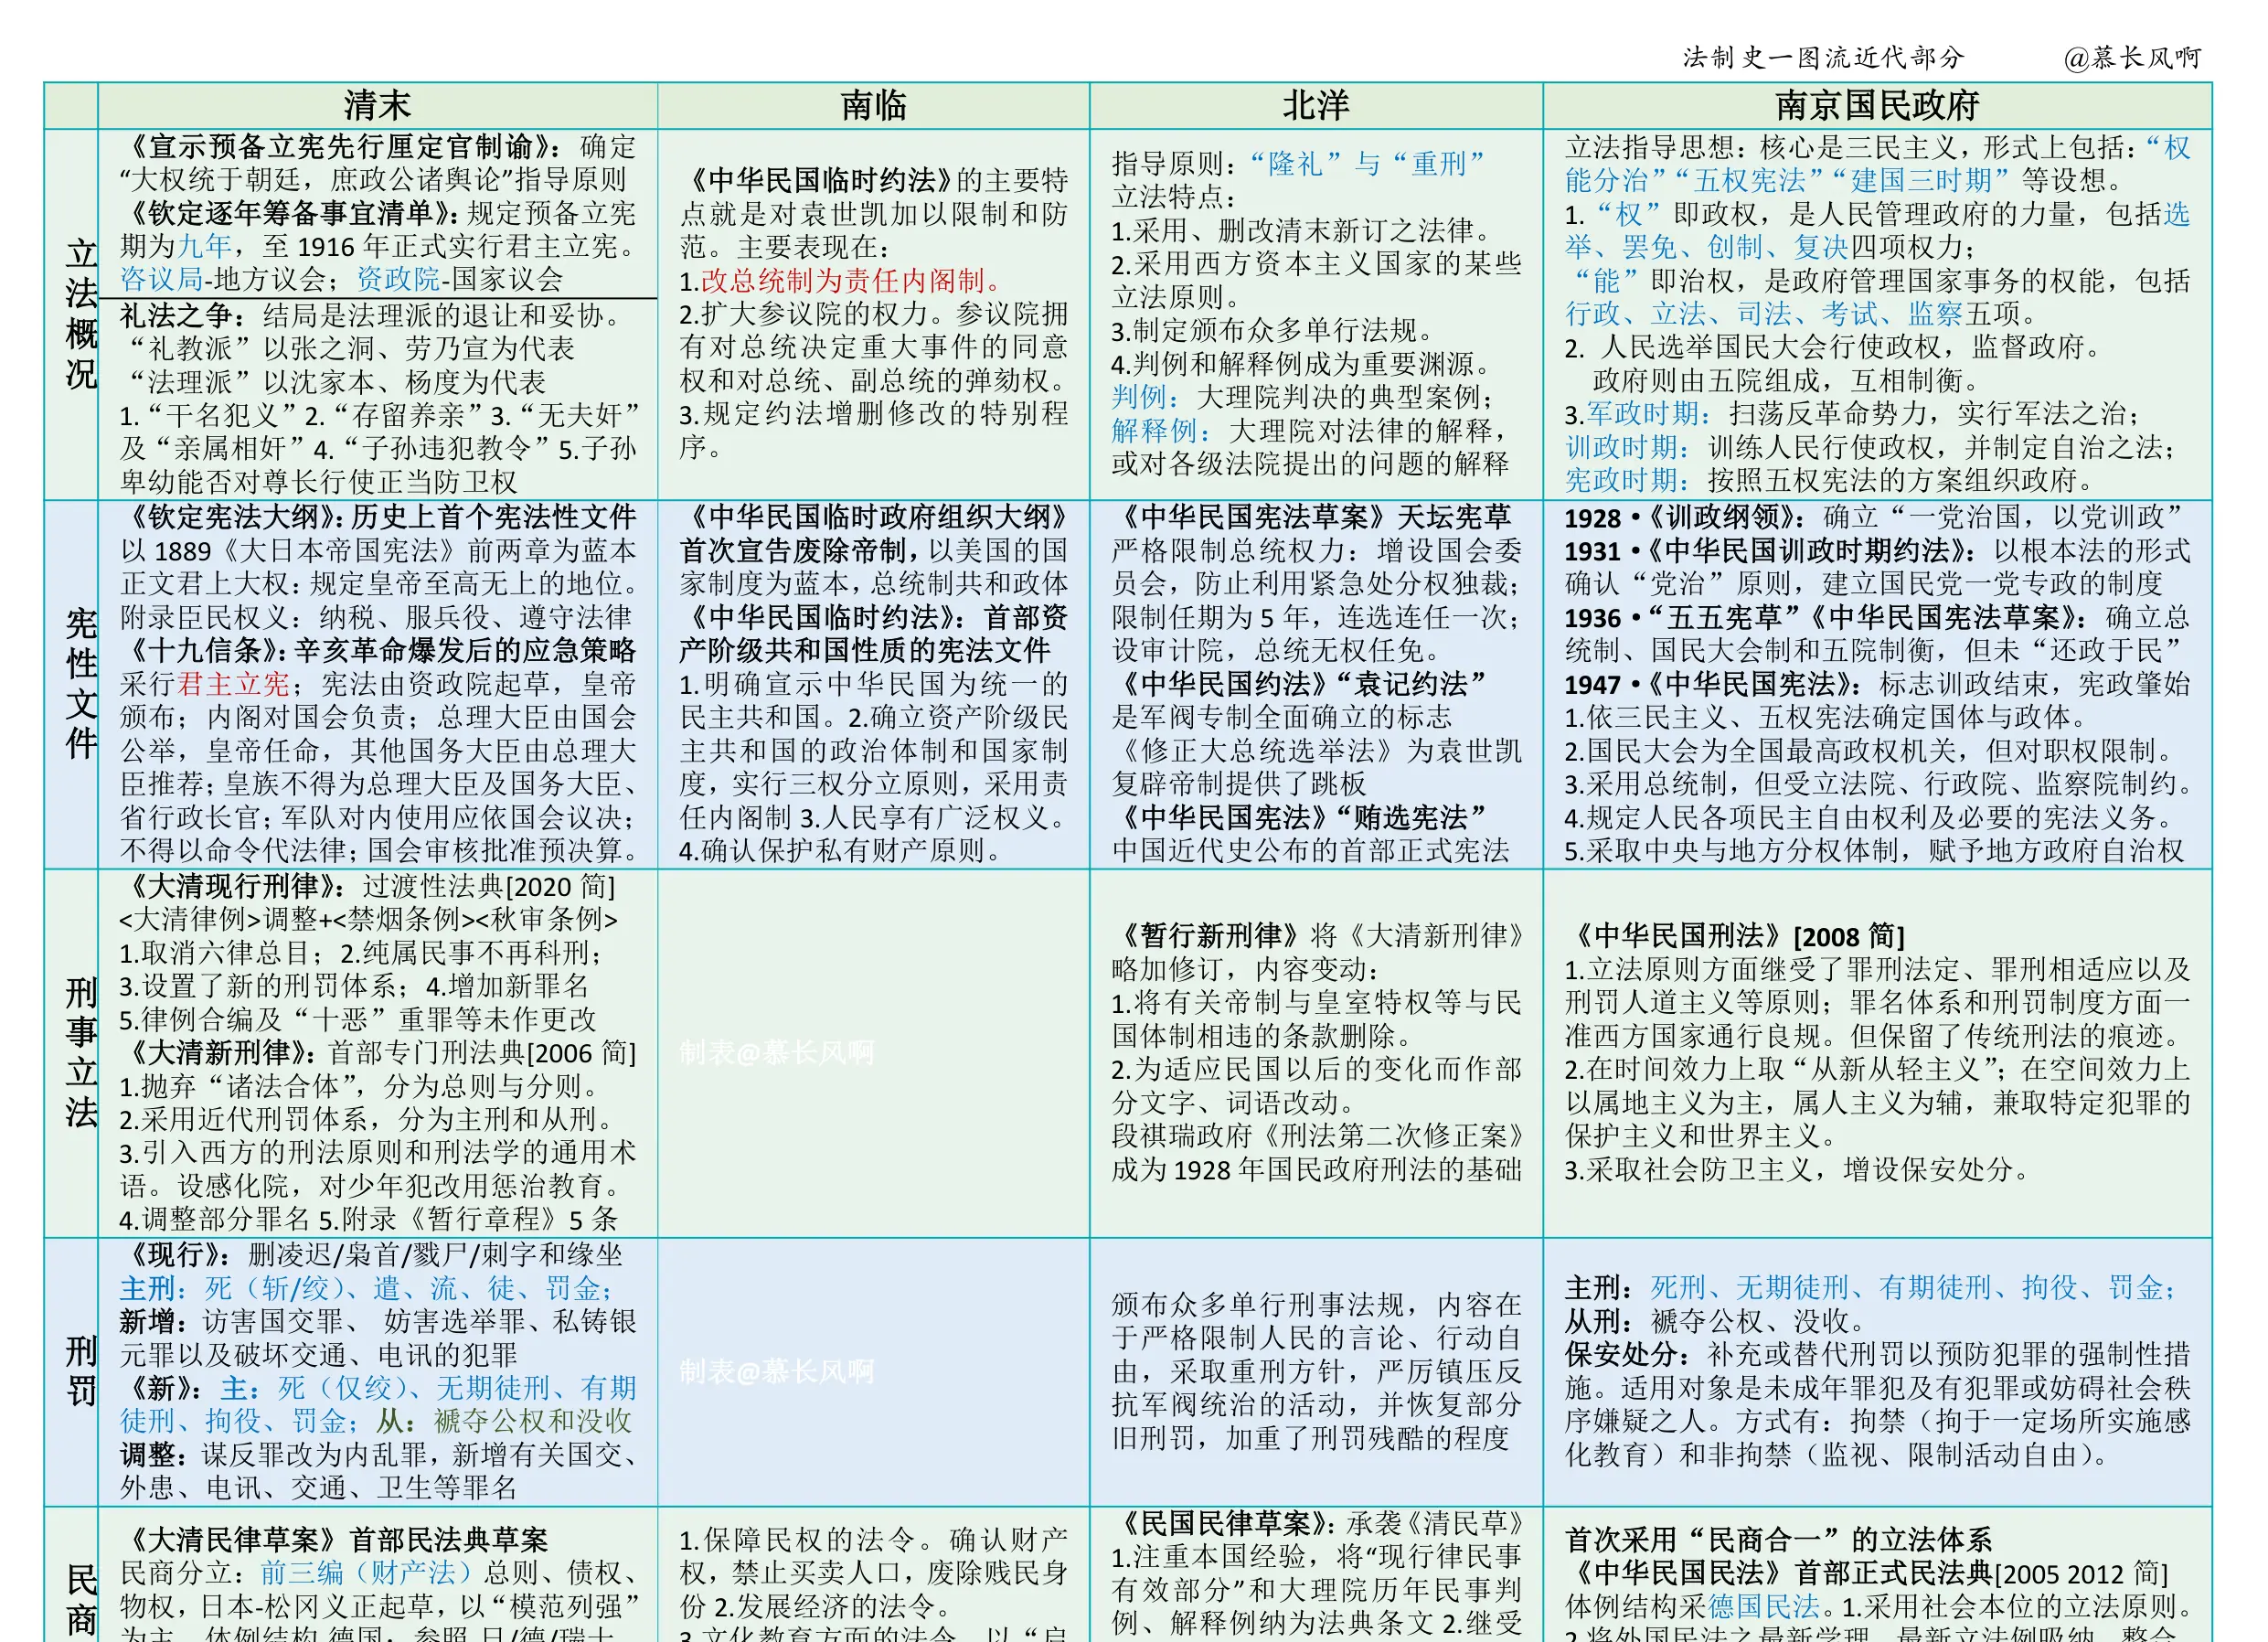 法制史一图流近代部分 @慕长风啊
清末 南临 北洋 南京国民政府
立法概况
《宣示预备立宪先行厘定官制谕》：确定
“大权统于朝廷，庶政公诸舆论”指导原则
《钦定逐年筹备事宜清单》：规定预备立宪
期为九年，至 1916 年正式实行君主立宪。
咨议局-地方议会；资政院-国家议会
礼法之争：结局是法理派的退让和妥协。
“礼教派”以张之洞、劳乃宣为代表
“法理派”以沈家本、杨度为代表
1.“干名犯义”2.“存留养亲”3.“无夫奸”
及“亲属相奸”4.“子孙违犯教令”5.子孙
卑幼能否对尊长行使正当防卫权
《中华民国临时约法》的主要特
点就是对袁世凯加以限制和防
范。主要表现在：
1.改总统制为责任内阁制。
2.扩大参议院的权力。参议院拥
有对总统决定重大事件的同意
权和对总统、副总统的弹劾权。
3.规定约法增删修改的特别程
序。
指导原则：“隆礼”与“重刑”
立法特点：
1.采用、删改清末新订之法律。
2.采用西方资本主义国家的某些
立法原则。
3.制定颁布众多单行法规。
4.判例和解释例成为重要渊源。
判例：大理院判决的典型案例；
解释例：大理院对法律的解释，
或对各级法院提出的问题的解释
立法指导思想：核心是三民主义，形式上包括：“权
能分治”“五权宪法”“建国三时期”等设想。
1.“权”即政权，是人民管理政府的力量，包括选
举、罢免、创制、复决四项权力；
“能”即治权，是政府管理国家事务的权能，包括
行政、立法、司法、考试、监察五项。
2. 人民选举国民大会行使政权，监督政府。
政府则由五院组成，互相制衡。
3.军政时期：扫荡反革命势力，实行军法之治；
训政时期：训练人民行使政权，并制定自治之法；
宪政时期：按照五权宪法的方案组织政府。
宪性文件
《钦定宪法大纲》：历史上首个宪法性文件
以 1889《大日本帝国宪法》前两章为蓝本
正文君上大权：规定皇帝至高无上的地位。
附录臣民权义：纳税、服兵役、遵守法律
《十九信条》：辛亥革命爆发后的应急策略
采行君主立宪；宪法由资政院起草，皇帝
颁布；内阁对国会负责；总理大臣由国会
公举，皇帝任命，其他国务大臣由总理大
臣推荐；皇族不得为总理大臣及国务大臣、
省行政长官；军队对内使用应依国会议决；
不得以命令代法律；国会审核批准预决算。
《中华民国临时政府组织大纲》
首次宣告废除帝制，以美国的国
家制度为蓝本，总统制共和政体
《中华民国临时约法》：首部资
产阶级共和国性质的宪法文件
1.明确宣示中华民国为统一的
民主共和国。2.确立资产阶级民
主共和国的政治体制和国家制
度，实行三权分立原则，采用责
任内阁制 3.人民享有广泛权义。
4.确认保护私有财产原则。
《中华民国宪法草案》天坛宪草
严格限制总统权力：增设国会委
员会，防止利用紧急处分权独裁；
限制任期为 5 年，连选连任一次；
设审计院，总统无权任免。
《中华民国约法》“袁记约法”
是军阀专制全面确立的标志
《修正大总统选举法》为袁世凯
复辟帝制提供了跳板
《中华民国宪法》“贿选宪法”
中国近代史公布的首部正式宪法
1928·《训政纲领》：确立“一党治国，以党训政”
1931·《中华民国训政时期约法》：以根本法的形式
确认“党治”原则，建立国民党一党专政的制度
1936·“五五宪草”《中华民国宪法草案》：确立总
统制、国民大会制和五院制衡，但未“还政于民”
1947·《中华民国宪法》：标志训政结束，宪政肇始
1.依三民主义、五权宪法确定国体与政体。
2.国民大会为全国最高政权机关，但对职权限制。
3.采用总统制，但受立法院、行政院、监察院制约。
4.规定人民各项民主自由权利及必要的宪法义务。
5.采取中央与地方分权体制，赋予地方政府自治权
刑事立法
《大清现行刑律》：过渡性法典[2020 简]
<大清律例>调整+<禁烟条例><秋审条例>
1.取消六律总目；2.纯属民事不再科刑；
3.设置了新的刑罚体系；4.增加新罪名
5.律例合编及“十恶”重罪等未作更改
《大清新刑律》：首部专门刑法典[2006 简]
1.抛弃“诸法合体”，分为总则与分则。
2.采用近代刑罚体系，分为主刑和从刑。
3.引入西方的刑法原则和刑法学的通用术
语。设感化院，对少年犯改用惩治教育。
4.调整部分罪名 5.附录《暂行章程》5 条
制表@慕长风啊
《暂行新刑律》将《大清新刑律》
略加修订，内容变动：
1.将有关帝制与皇室特权等与民
国体制相违的条款删除。
2.为适应民国以后的变化而作部
分文字、词语改动。
段祺瑞政府《刑法第二次修正案》
成为 1928 年国民政府刑法的基础
《中华民国刑法》[2008 简]
1.立法原则方面继受了罪刑法定、罪刑相适应以及
刑罚人道主义等原则；罪名体系和刑罚制度方面一
准西方国家通行良规。但保留了传统刑法的痕迹。
2.在时间效力上取“从新从轻主义”；在空间效力上
以属地主义为主，属人主义为辅，兼取特定犯罪的
保护主义和世界主义。
3.采取社会防卫主义，增设保安处分。
刑罚
《现行》：删凌迟/枭首/戮尸/刺字和缘坐
主刑：死（斩/绞）、遣、流、徒、罚金；
新增：访害国交罪、 妨害选举罪、私铸银
元罪以及破坏交通、电讯的犯罪
《新》：主：死（仅绞）、无期徒刑、有期
徒刑、拘役、罚金；从：褫夺公权和没收
调整：谋反罪改为内乱罪，新增有关国交、
外患、电讯、交通、卫生等罪名
制表@慕长风啊
颁布众多单行刑事法规，内容在
于严格限制人民的言论、行动自
由，采取重刑方针，严厉镇压反
抗军阀统治的活动，并恢复部分
旧刑罚，加重了刑罚残酷的程度
主刑：死刑、无期徒刑、有期徒刑、拘役、罚金；
从刑：褫夺公权、没收。
保安处分：补充或替代刑罚以预防犯罪的强制性措
施。适用对象是未成年罪犯及有犯罪或妨碍社会秩
序嫌疑之人。方式有：拘禁（拘于一定场所实施感
化教育）和非拘禁（监视、限制活动自由）。
民商
《大清民律草案》首部民法典草案
民商分立：前三编（财产法）总则、债权、
物权，日本-松冈义正起草，以“模范列强”
为主，体例结构-德国；参照-日/德/瑞士
1.保障民权的法令。确认财产
权，禁止买卖人口，废除贱民身
份 2.发展经济的法令。
3.文化教育方面的法令，以“启
《民国民律草案》：承袭《清民草》
1.注重本国经验，将“现行律民事
有效部分”和大理院历年民事判
例、解释例纳为法典条文 2.继受
首次采用“民商合一”的立法体系
《中华民国民法》首部正式民法典[2005 2012 简]
体例结构采德国民法。1.采用社会本位的立法原则。
2.将外国民法之最新学理、最新立法例吸纳、整合